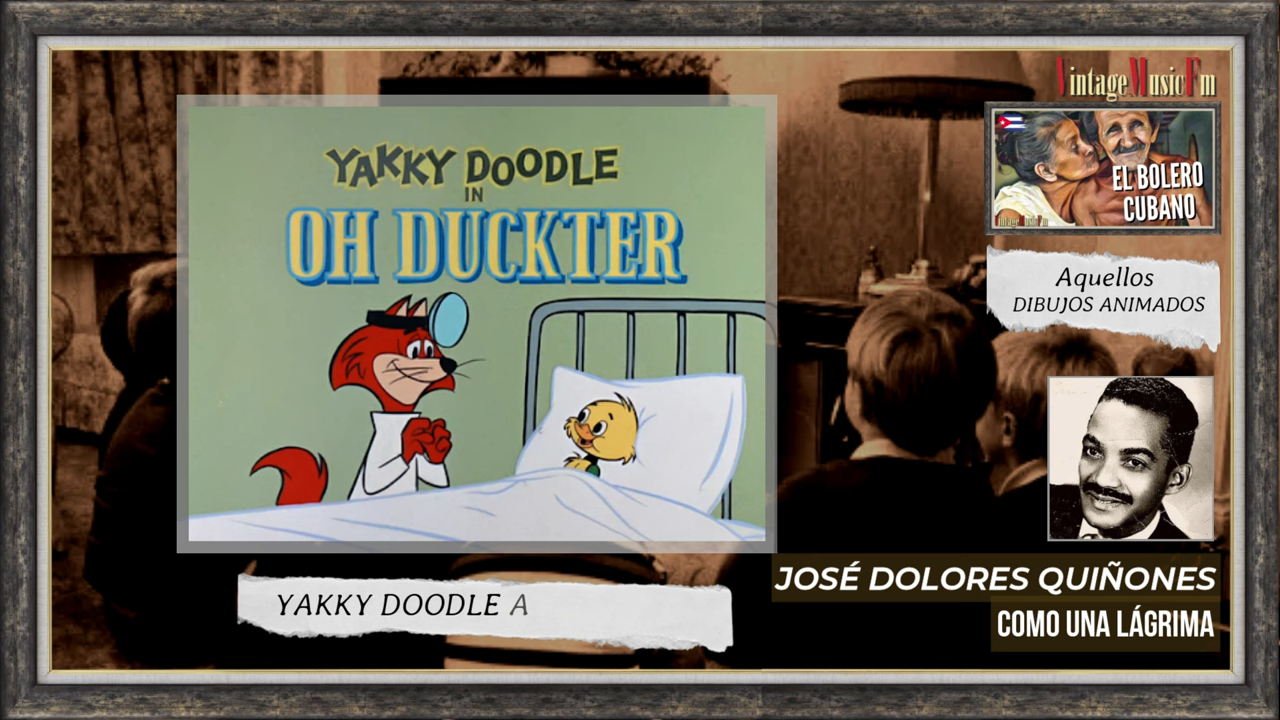 VintageMusicFm
YAKKY DOODLE
IN
OH DUCKTER
EL BOLERO
CUBANO
VintageMusicFm
Aquellos
DIBUJOS ANIMADOS
JOSÉ DOLORES QUIÑONES
COMO UNA LÁGRIMA
YAKKY DOODLE A